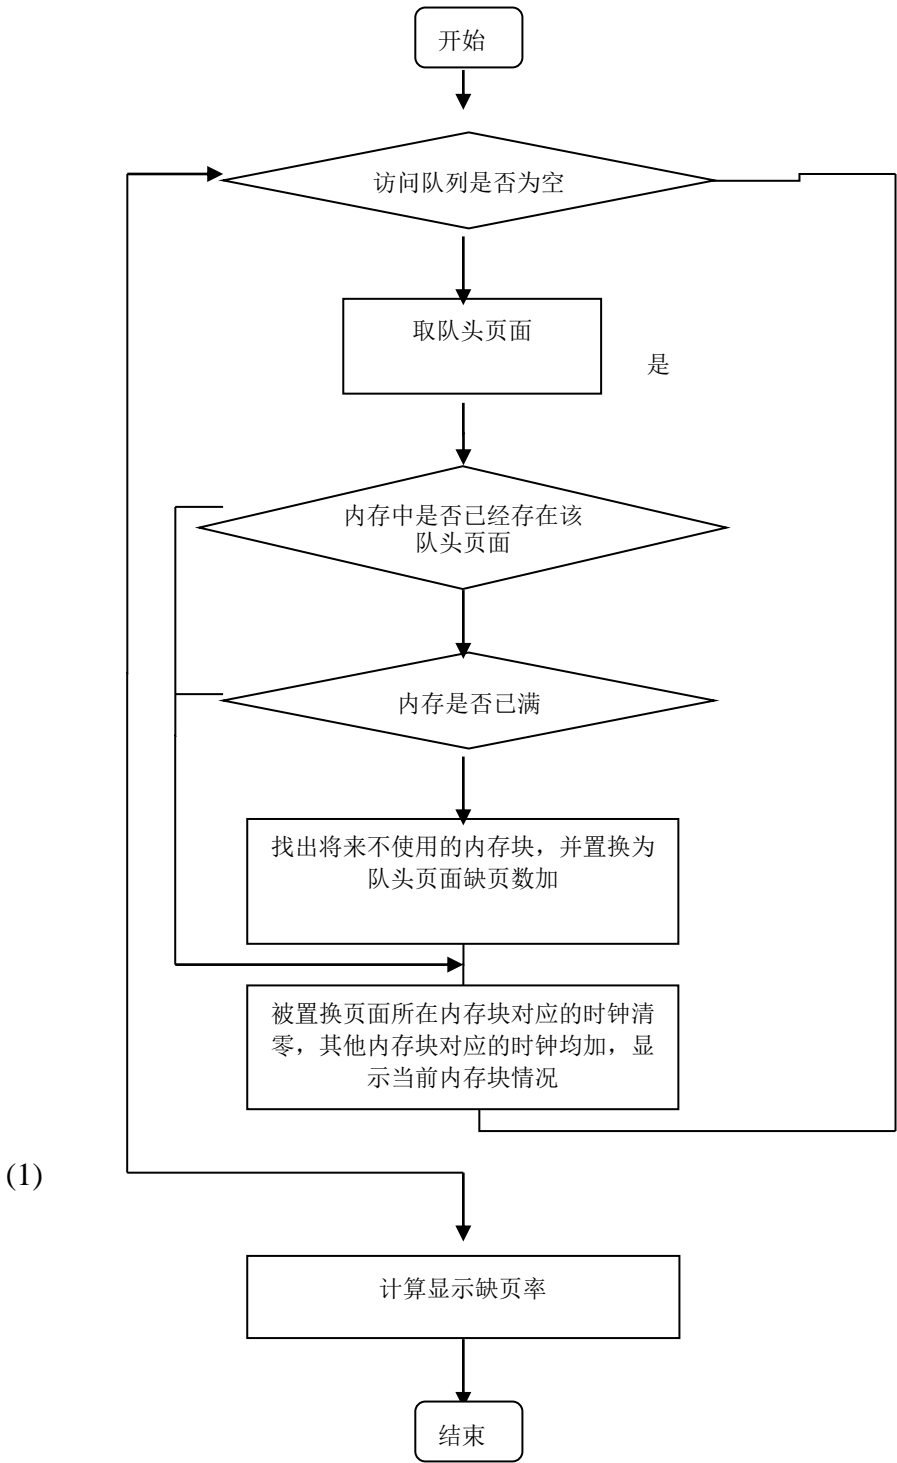 开始
访问队列是否为空
取队头页面
是
内存中是否已经存在该
队头页面
内存是否已满
找出将来不使用的内存块，并置换为
队头页面缺页数加
被置换页面所在内存块对应的时钟清
零，其他内存块对应的时钟均加，显
示当前内存块情况
(1)
计算显示缺页率
结束